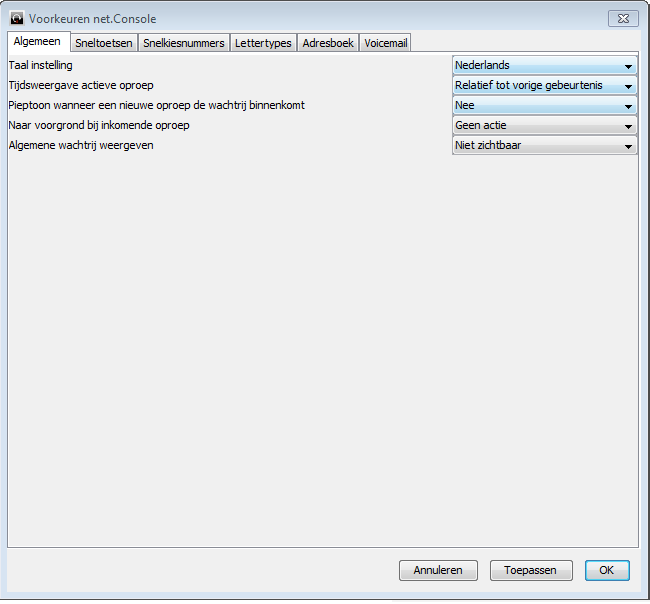 Voorkeuren net.Console
Algemeen Sneltoetsen Snelkiesnummers Lettertypes Adresboek Voicemail
Taal instelling Nederlands
Tijdsweergave actieve oproep Relatief tot vorige gebeurtenis
Pieptoon wanneer een nieuwe oproep de wachtrij binnenkomt Nee
Naar voorgrond bij inkomende oproep Geen actie
Algemene wachtrij weergeven Niet zichtbaar
Annuleren Toepassen OK